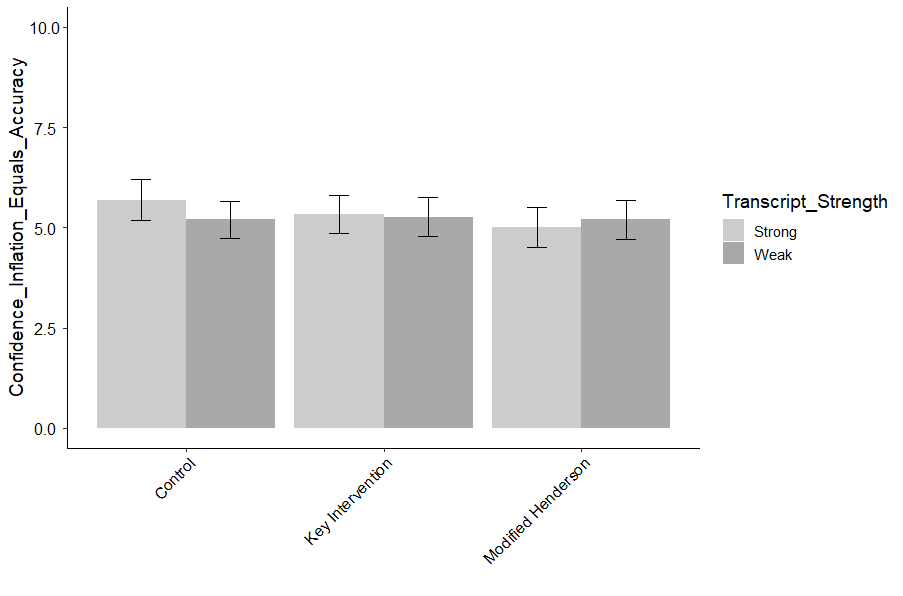 Confidence_Inflation_Equals_Accuracy
10.0
7.5
5.0
2.5
0.0
Control
Key Intervention
Modified Henderson
Transcript_Strength
Strong
Weak